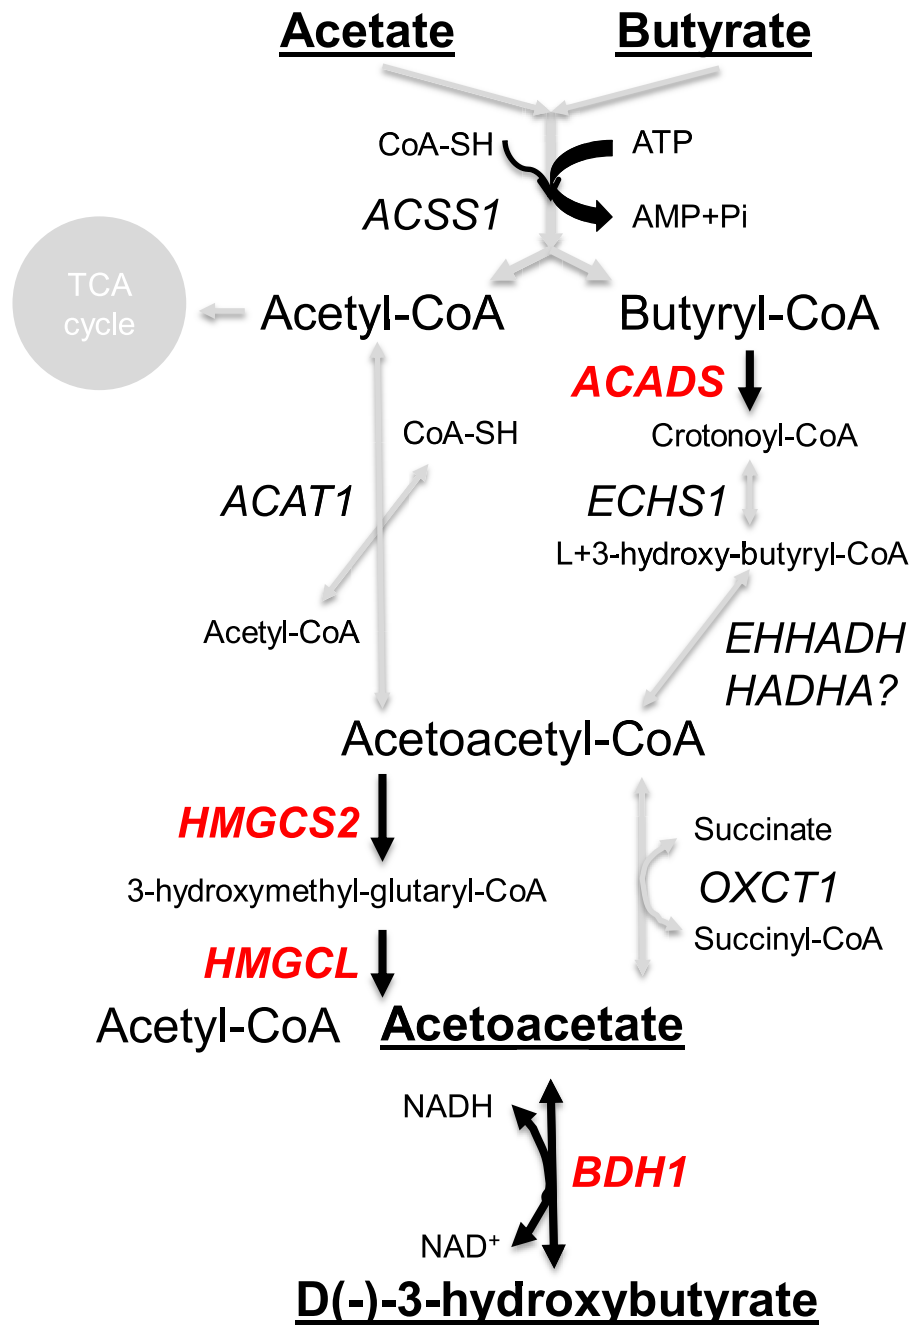 Acetate
Butyrate
CoA-SH
ATP
ACSS1
AMP+Pi
TCA
cycle
Acetyl-CoA
Butyryl-CoA
ACADS
CoA-SH
Crotonoyl-CoA
ACAT1
ECHS1
L+3-hydroxy-butyryl-CoA
Acetyl-CoA
EHHADH
HADHA?
Acetoacetyl-CoA
HMGCS2
Succinate
3-hydroxymethyl-glutaryl-CoA
OXCT1
Succinyl-CoA
HMGCL
Acetyl-CoA
Acetoacetate
NADH
BDH1
NAD⁺
D(-)-3-hydroxybutyrate